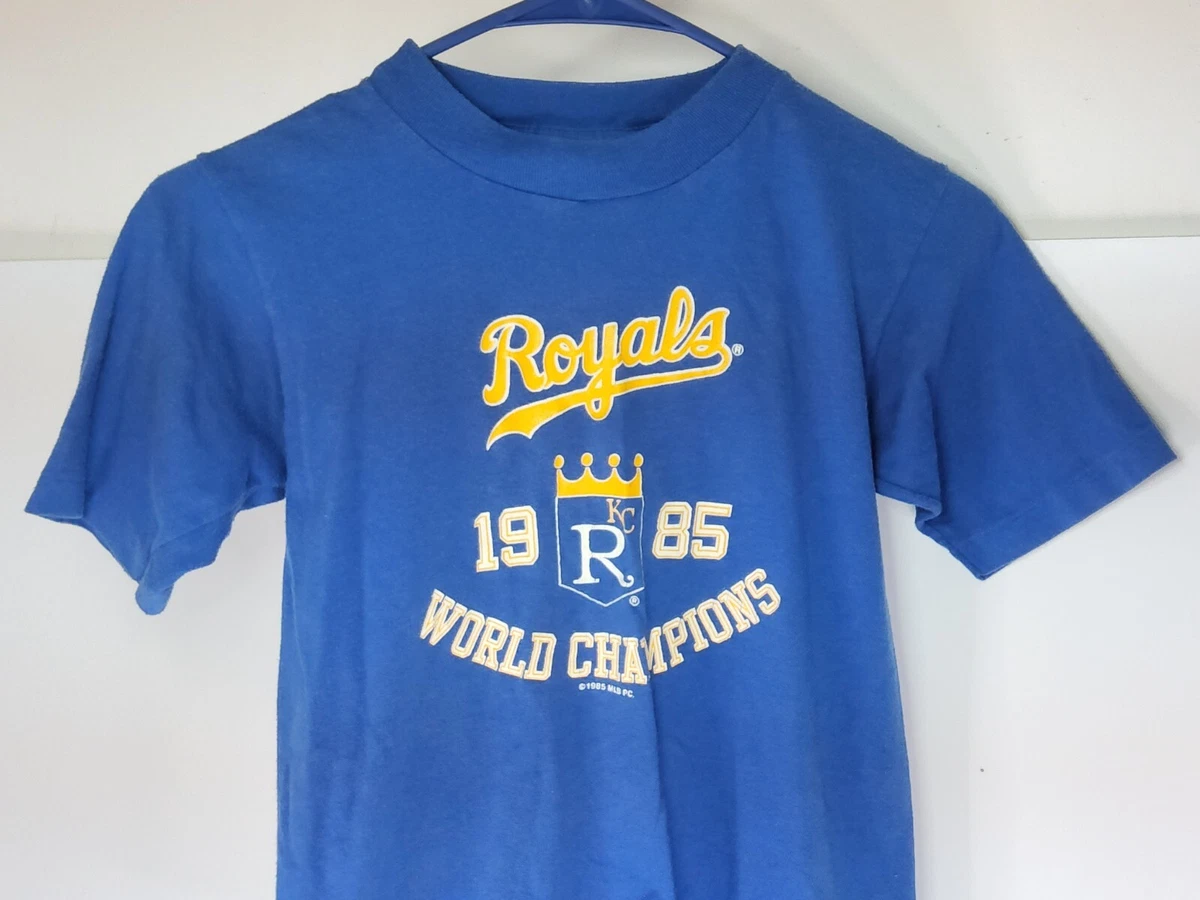 Royals®
KC
19 R 85
®
WORLD CHAMPIONS
©1985 MLB PC.